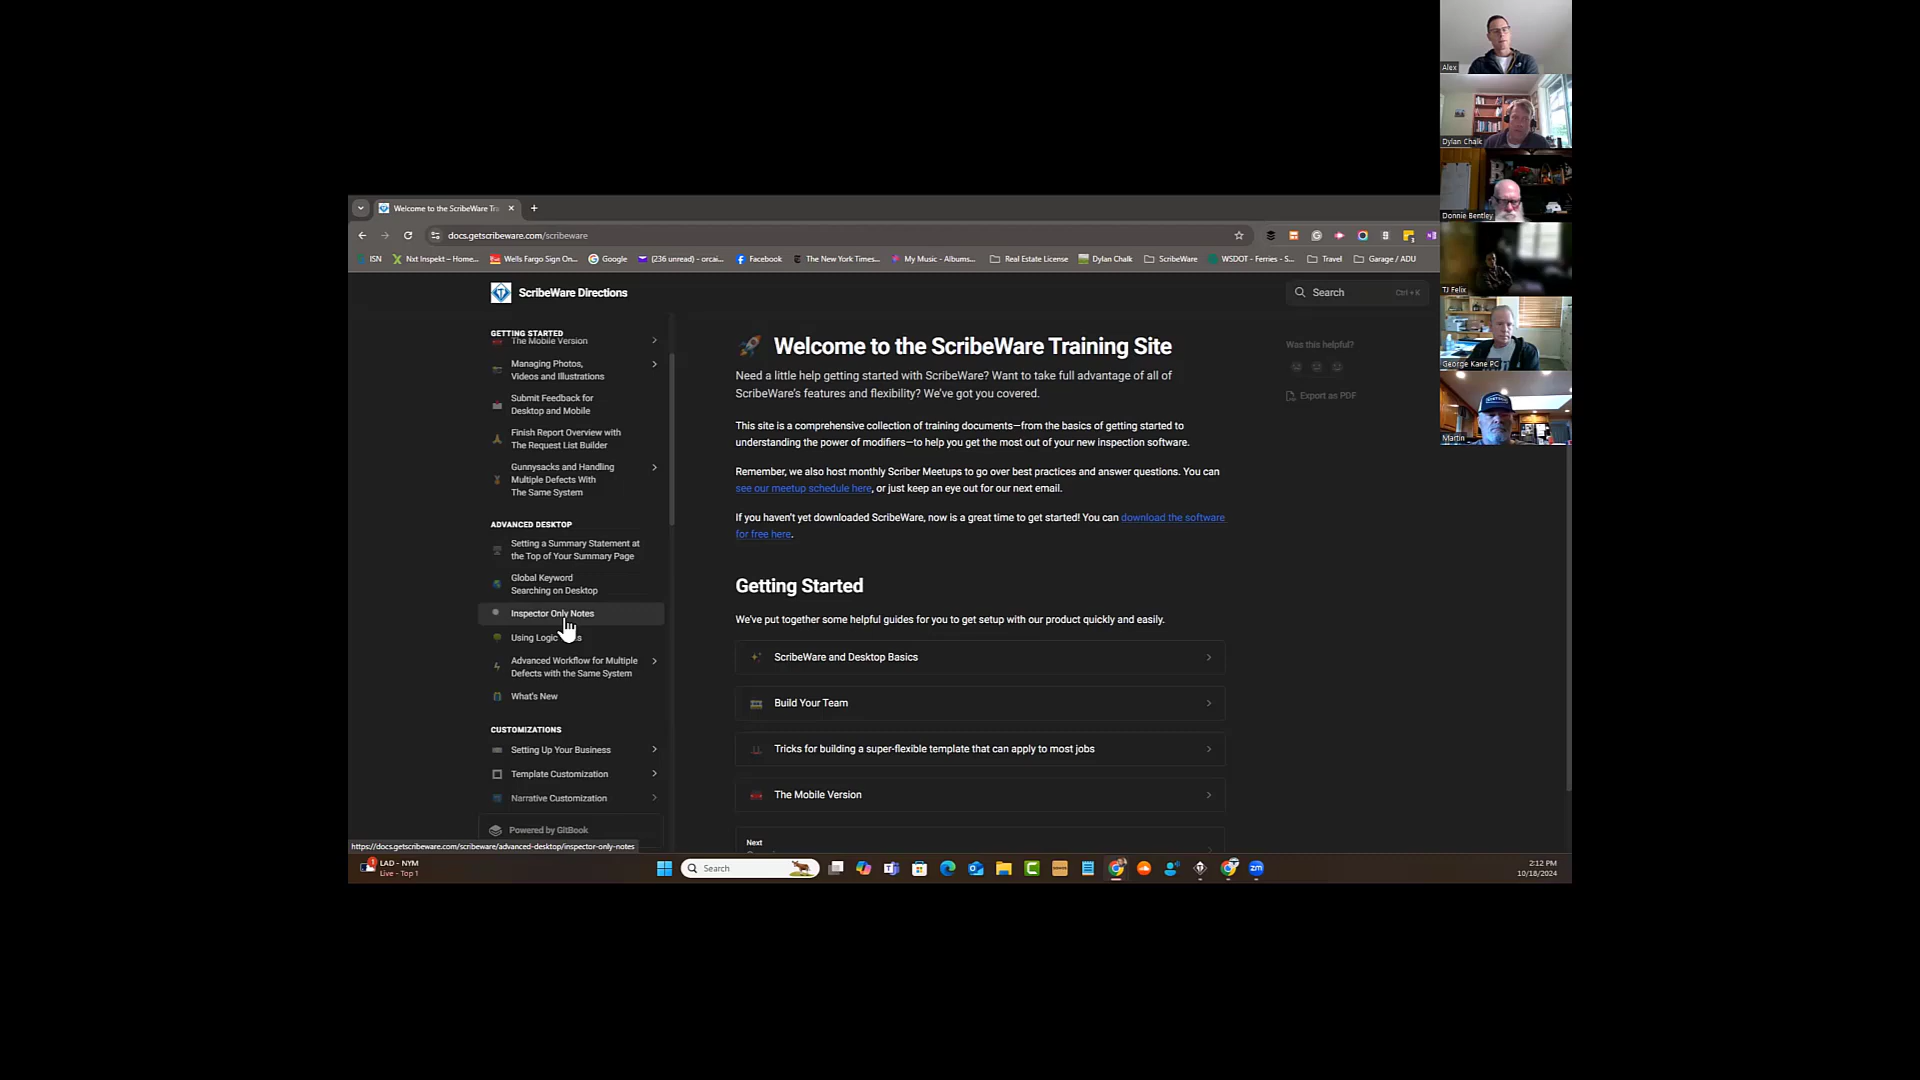 Alex
Dylan Chalk
Donnie Bentley
TJ Felix
George Kane PC
Martin
Welcome to the ScribeWare Tra
docs.getscribeware.com/scribeware
ISN
Nxt Inspekt – Home...
Wells Fargo Sign On...
Google
(236 unread) - orcai...
Facebook
The New York Times...
My Music - Albums...
Real Estate License
Dylan Chalk
ScribeWare
WSDOT - Ferries - S...
Travel
Garage / ADU
ScribeWare Directions
Search
Ctrl + K
GETTING STARTED
The Mobile Version
Managing Photos,
Videos and Illustrations
Submit Feedback for
Desktop and Mobile
Finish Report Overview with
The Request List Builder
Gunnysacks and Handling
Multiple Defects With
The Same System
ADVANCED DESKTOP
Setting a Summary Statement at
the Top of Your Summary Page
Global Keyword
Searching on Desktop
Inspector Only Notes
Using Logic
Advanced Workflow for Multiple
Defects with the Same System
What's New
CUSTOMIZATIONS
Setting Up Your Business
Template Customization
Narrative Customization
Powered by GitBook
Welcome to the ScribeWare Training Site
Need a little help getting started with ScribeWare? Want to take full advantage of all of
ScribeWare's features and flexibility? We've got you covered.
This site is a comprehensive collection of training documents—from the basics of getting started to
understanding the power of modifiers—to help you get the most out of your new inspection software.
Remember, we also host monthly Scriber Meetups to go over best practices and answer questions. You can
see our meetup schedule here, or just keep an eye out for our next email.
If you haven't yet downloaded ScribeWare, now is a great time to get started! You can download the software
for free here.
Getting Started
We've put together some helpful guides for you to get setup with our product quickly and easily.
ScribeWare and Desktop Basics
Build Your Team
Tricks for building a super-flexible template that can apply to most jobs
The Mobile Version
Next
Was this helpful?
Export as PDF
https://docs.getscribeware.com/scribeware/advanced-desktop/inspector-only-notes
1
LAD - NYM
Live - Top 1
Search
zm
2:12 PM
10/18/2024